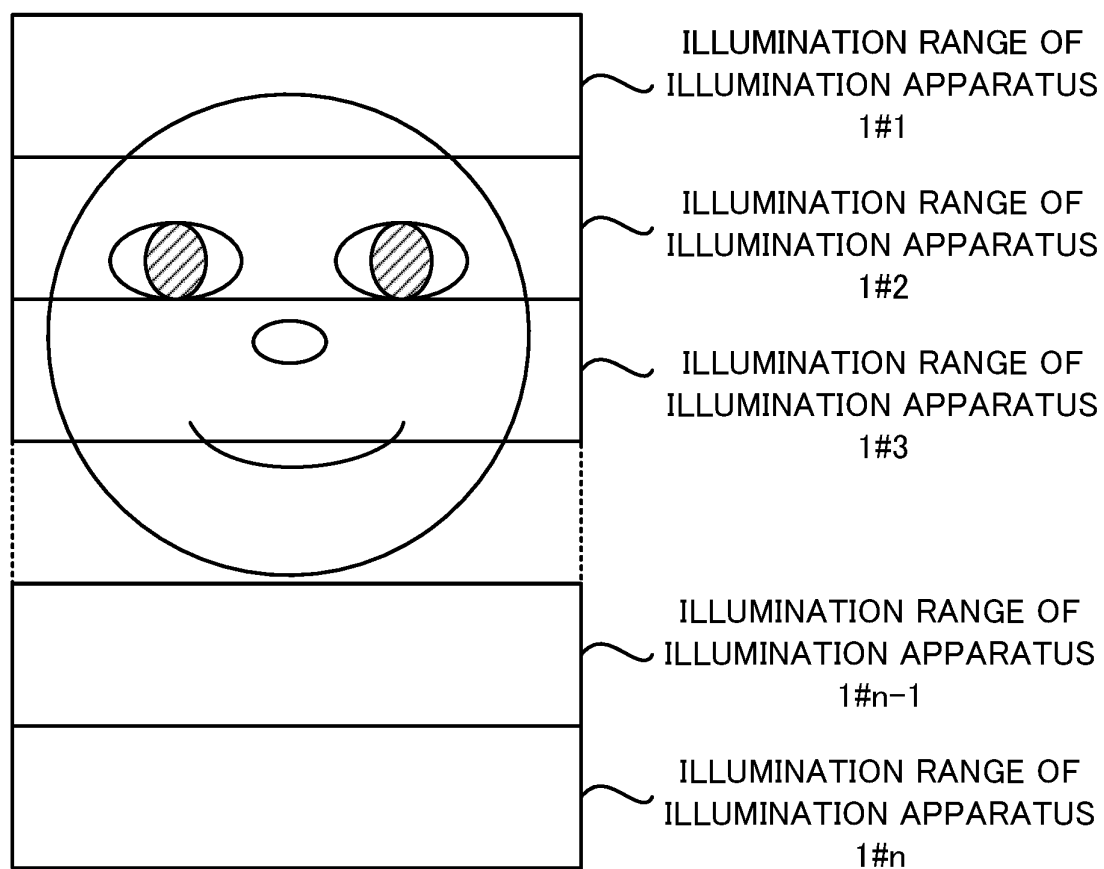 ILLUMINATION RANGE OF
ILLUMINATION APPARATUS
1#1
ILLUMINATION RANGE OF
ILLUMINATION APPARATUS
1#2
ILLUMINATION RANGE OF
ILLUMINATION APPARATUS
1#3
ILLUMINATION RANGE OF
ILLUMINATION APPARATUS
1#n-1
ILLUMINATION RANGE OF
ILLUMINATION APPARATUS
1#n